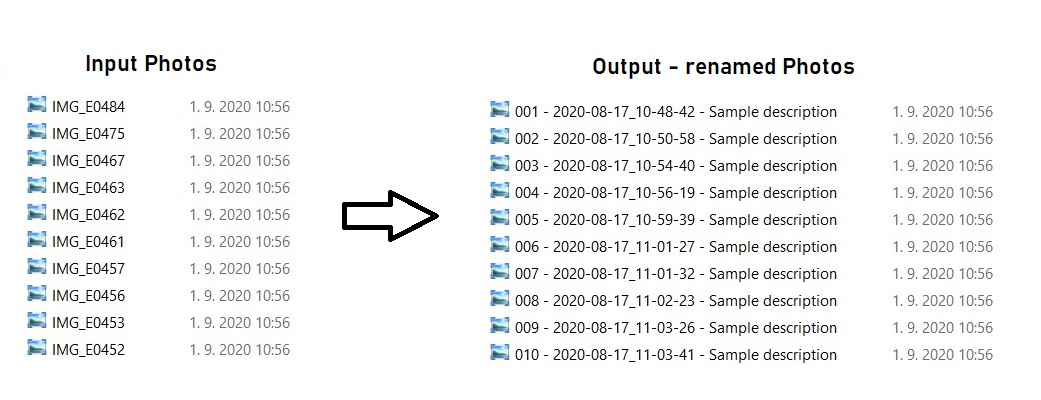 Input Photos
IMG_E0484 1. 9. 2020 10:56
IMG_E0475 1. 9. 2020 10:56
IMG_E0467 1. 9. 2020 10:56
IMG_E0463 1. 9. 2020 10:56
IMG_E0462 1. 9. 2020 10:56
IMG_E0461 1. 9. 2020 10:56
IMG_E0457 1. 9. 2020 10:56
IMG_E0456 1. 9. 2020 10:56
IMG_E0453 1. 9. 2020 10:56
IMG_E0452 1. 9. 2020 10:56
Output - renamed Photos
001 - 2020-08-17_10-48-42 - Sample description 1. 9. 2020 10:56
002 - 2020-08-17_10-50-58 - Sample description 1. 9. 2020 10:56
003 - 2020-08-17_10-54-40 - Sample description 1. 9. 2020 10:56
004 - 2020-08-17_10-56-19 - Sample description 1. 9. 2020 10:56
005 - 2020-08-17_10-59-39 - Sample description 1. 9. 2020 10:56
006 - 2020-08-17_11-01-27 - Sample description 1. 9. 2020 10:56
007 - 2020-08-17_11-01-32 - Sample description 1. 9. 2020 10:56
008 - 2020-08-17_11-02-23 - Sample description 1. 9. 2020 10:56
009 - 2020-08-17_11-03-26 - Sample description 1. 9. 2020 10:56
010 - 2020-08-17_11-03-41 - Sample description 1. 9. 2020 10:56